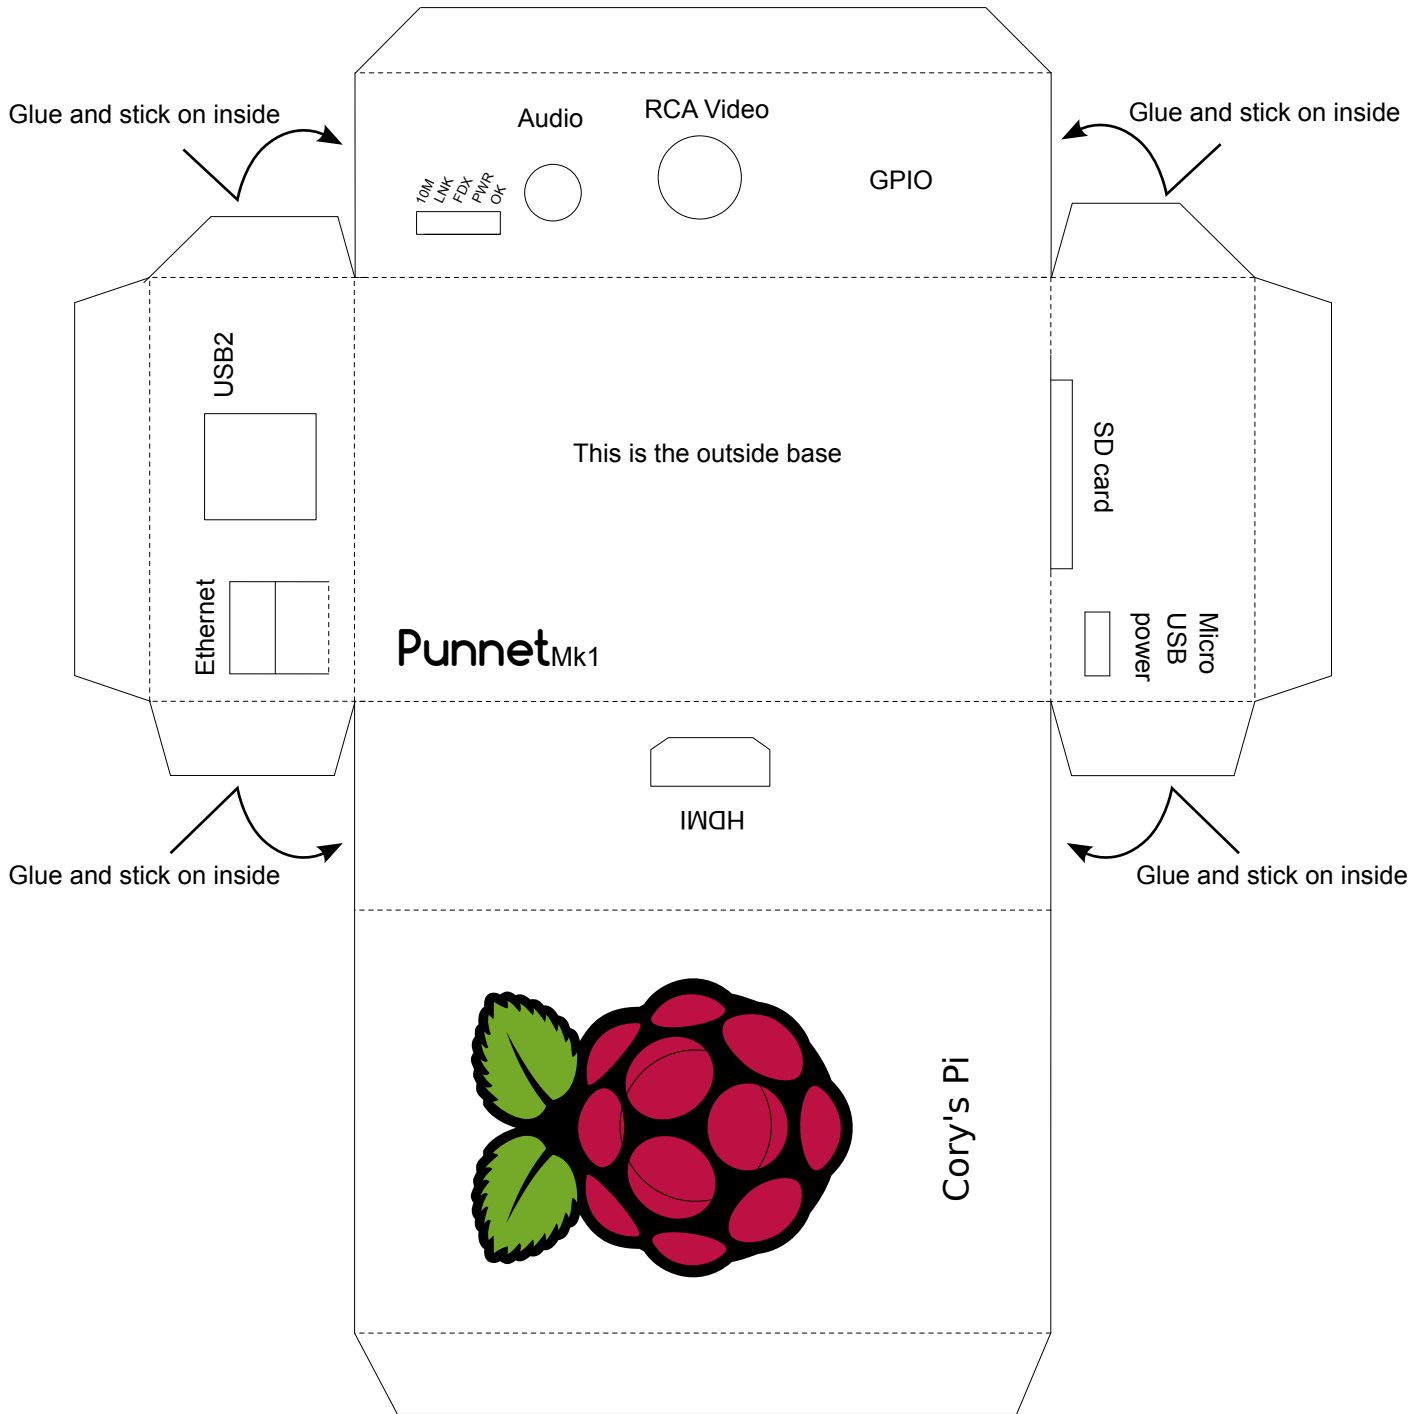 Glue and stick on inside
Audio
RCA Video
Glue and stick on inside
10M
LNK
FDX
PWR
OK
GPIO
USB2
This is the outside base
SD card
Ethernet
PunnetMk1
Micro
USB
power
HDMI
Glue and stick on inside
Glue and stick on inside
Cory's Pi